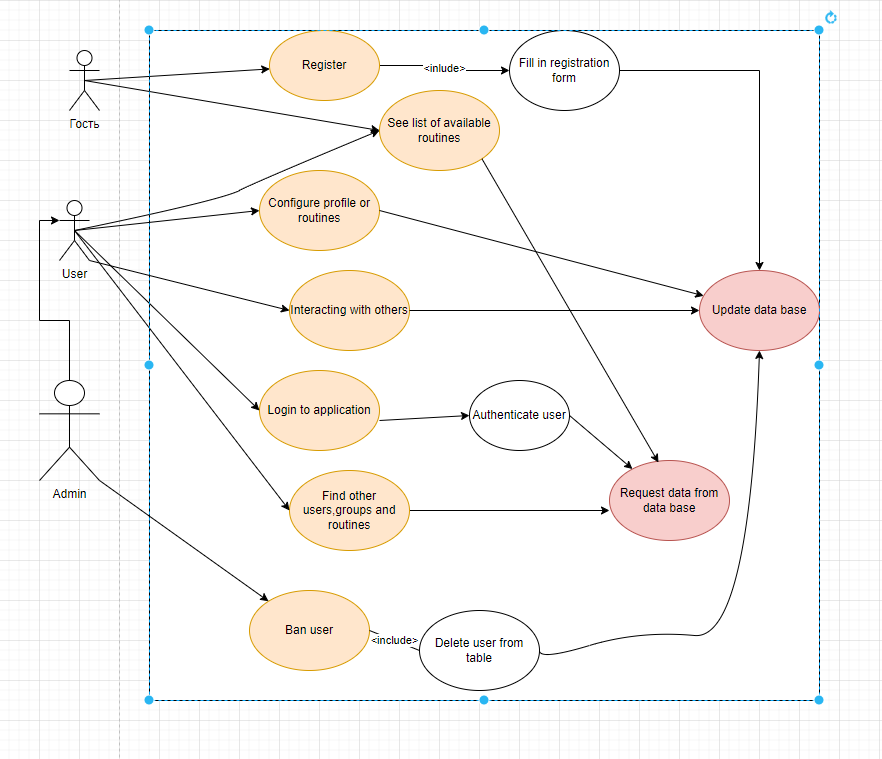 Register
<inlude>
Fill in registration
form
Гость
See list of available
routines
Configure profile or
routines
User
Interacting with others
Update data base
Login to application
Authenticate user
Admin
Find other
users,groups and
routines
Request data from
data base
Ban user
<include>
Delete user from
table